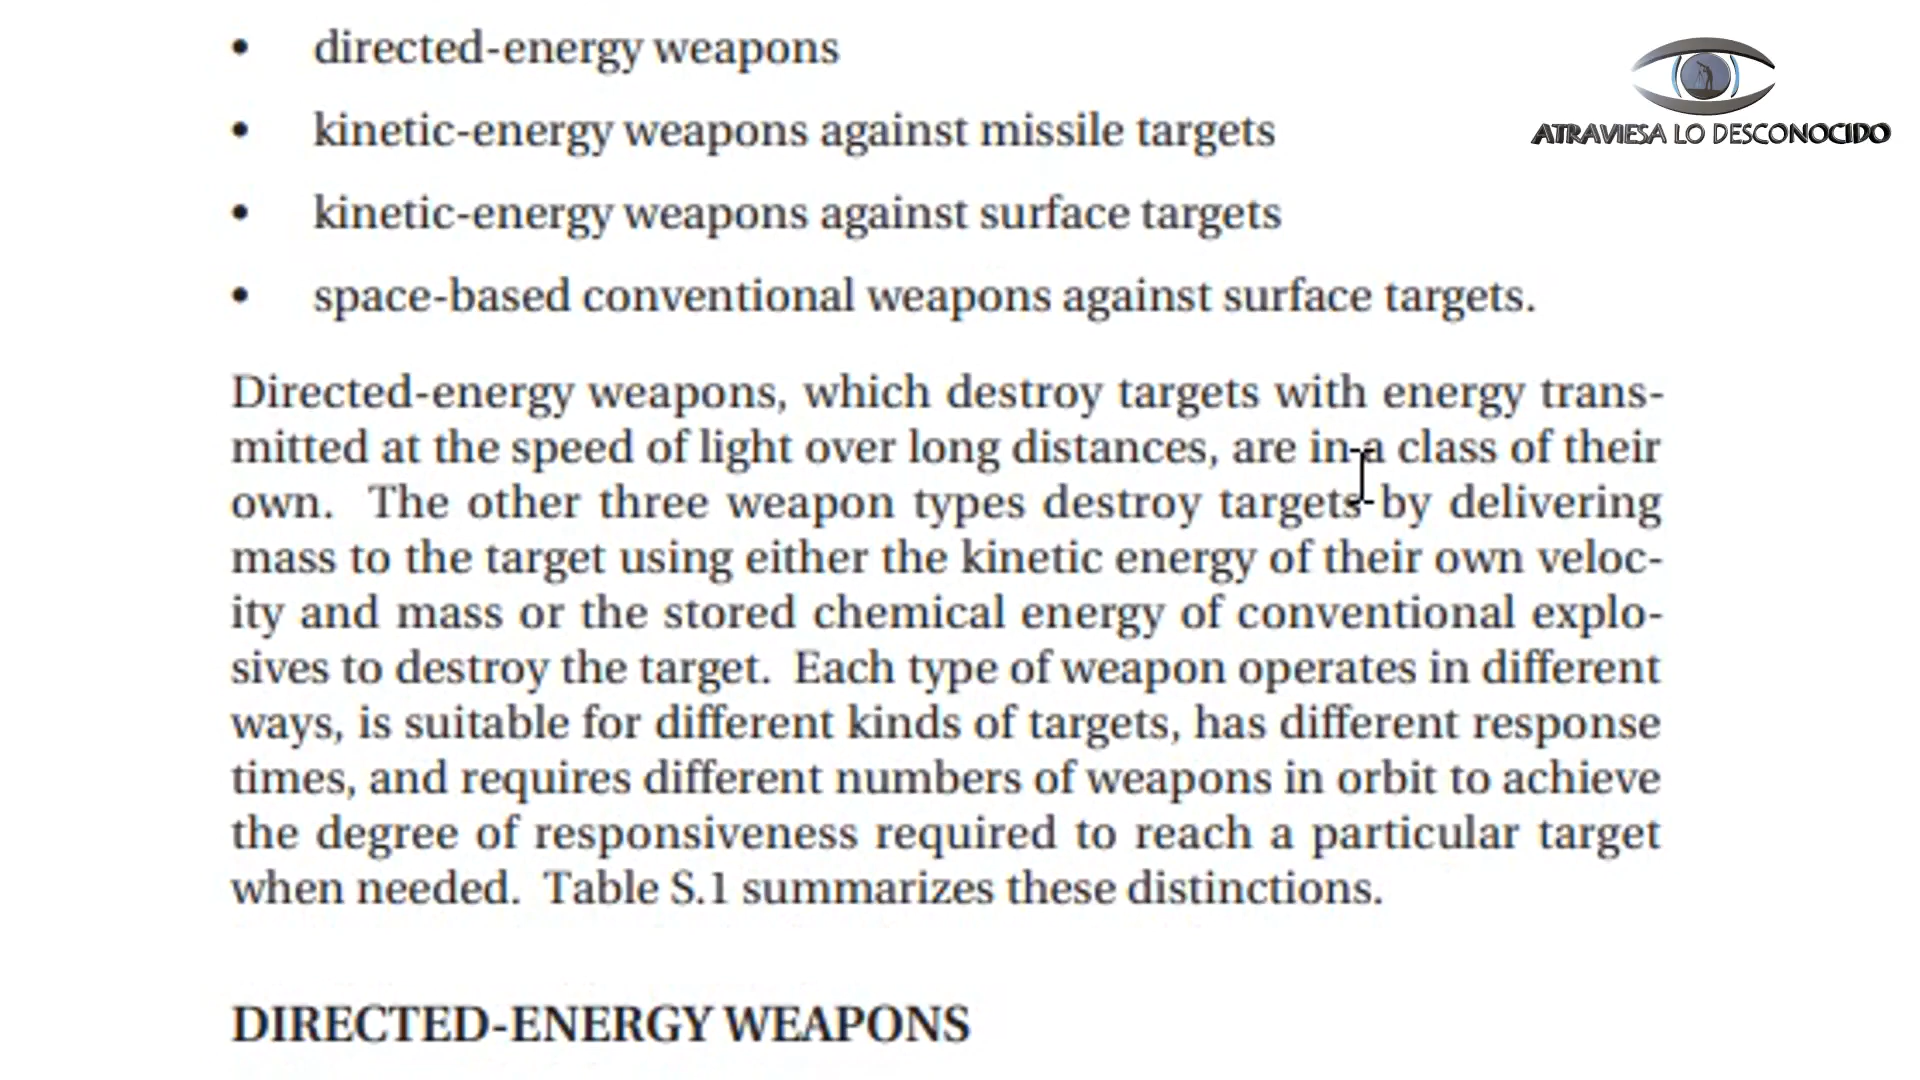 • directed-energy weapons
ATRAVIESA LO DESCONOCIDO
• kinetic-energy weapons against missile targets
• kinetic-energy weapons against surface targets
• space-based conventional weapons against surface targets.
Directed-energy weapons, which destroy targets with energy trans-
mitted at the speed of light over long distances, are in a class of their
own. The other three weapon types destroy targets by delivering
mass to the target using either the kinetic energy of their own veloc-
ity and mass or the stored chemical energy of conventional explo-
sives to destroy the target. Each type of weapon operates in different
ways, is suitable for different kinds of targets, has different response
times, and requires different numbers of weapons in orbit to achieve
the degree of responsiveness required to reach a particular target
when needed. Table S.1 summarizes these distinctions.
DIRECTED-ENERGY WEAPONS